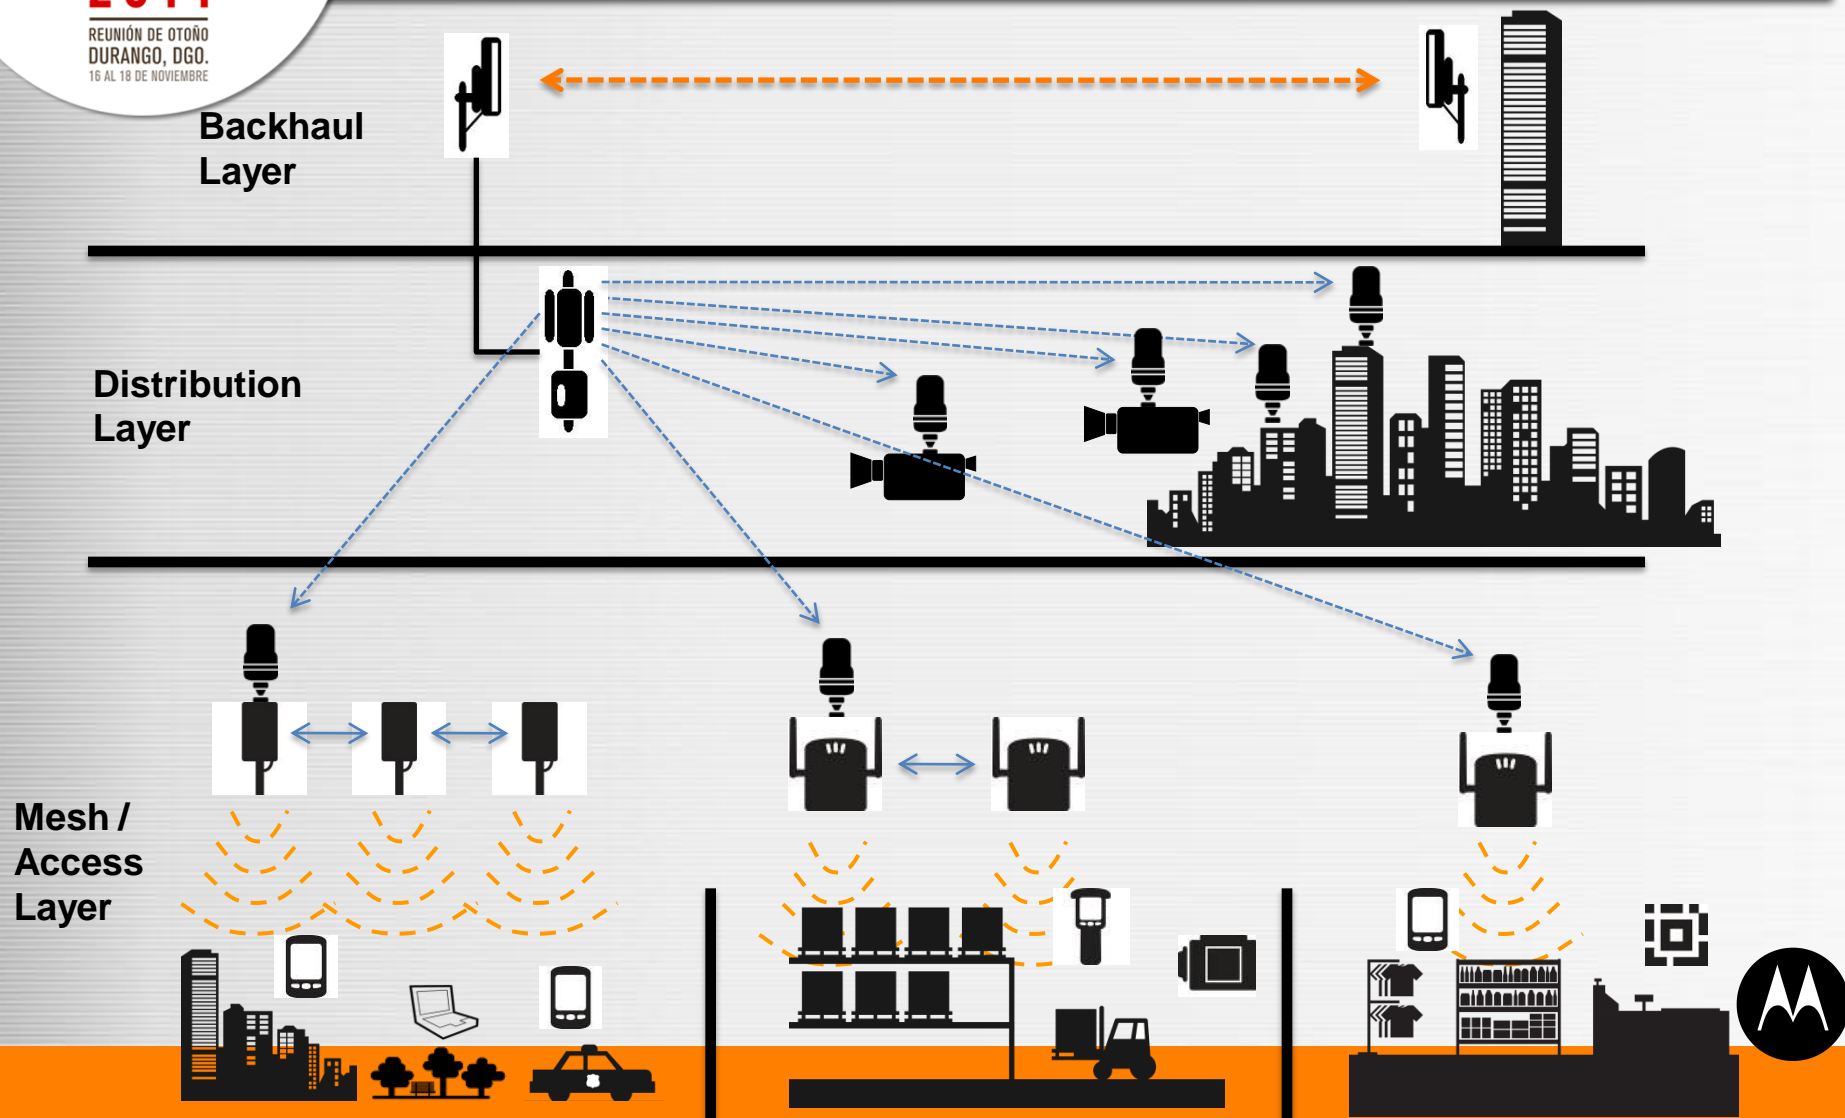 REUNIÓN DE OTOÑO
DURANGO, DGO.
16 AL 18 DE NOVIEMBRE
Backhaul
Layer
Distribution
Layer
Mesh /
Access
Layer